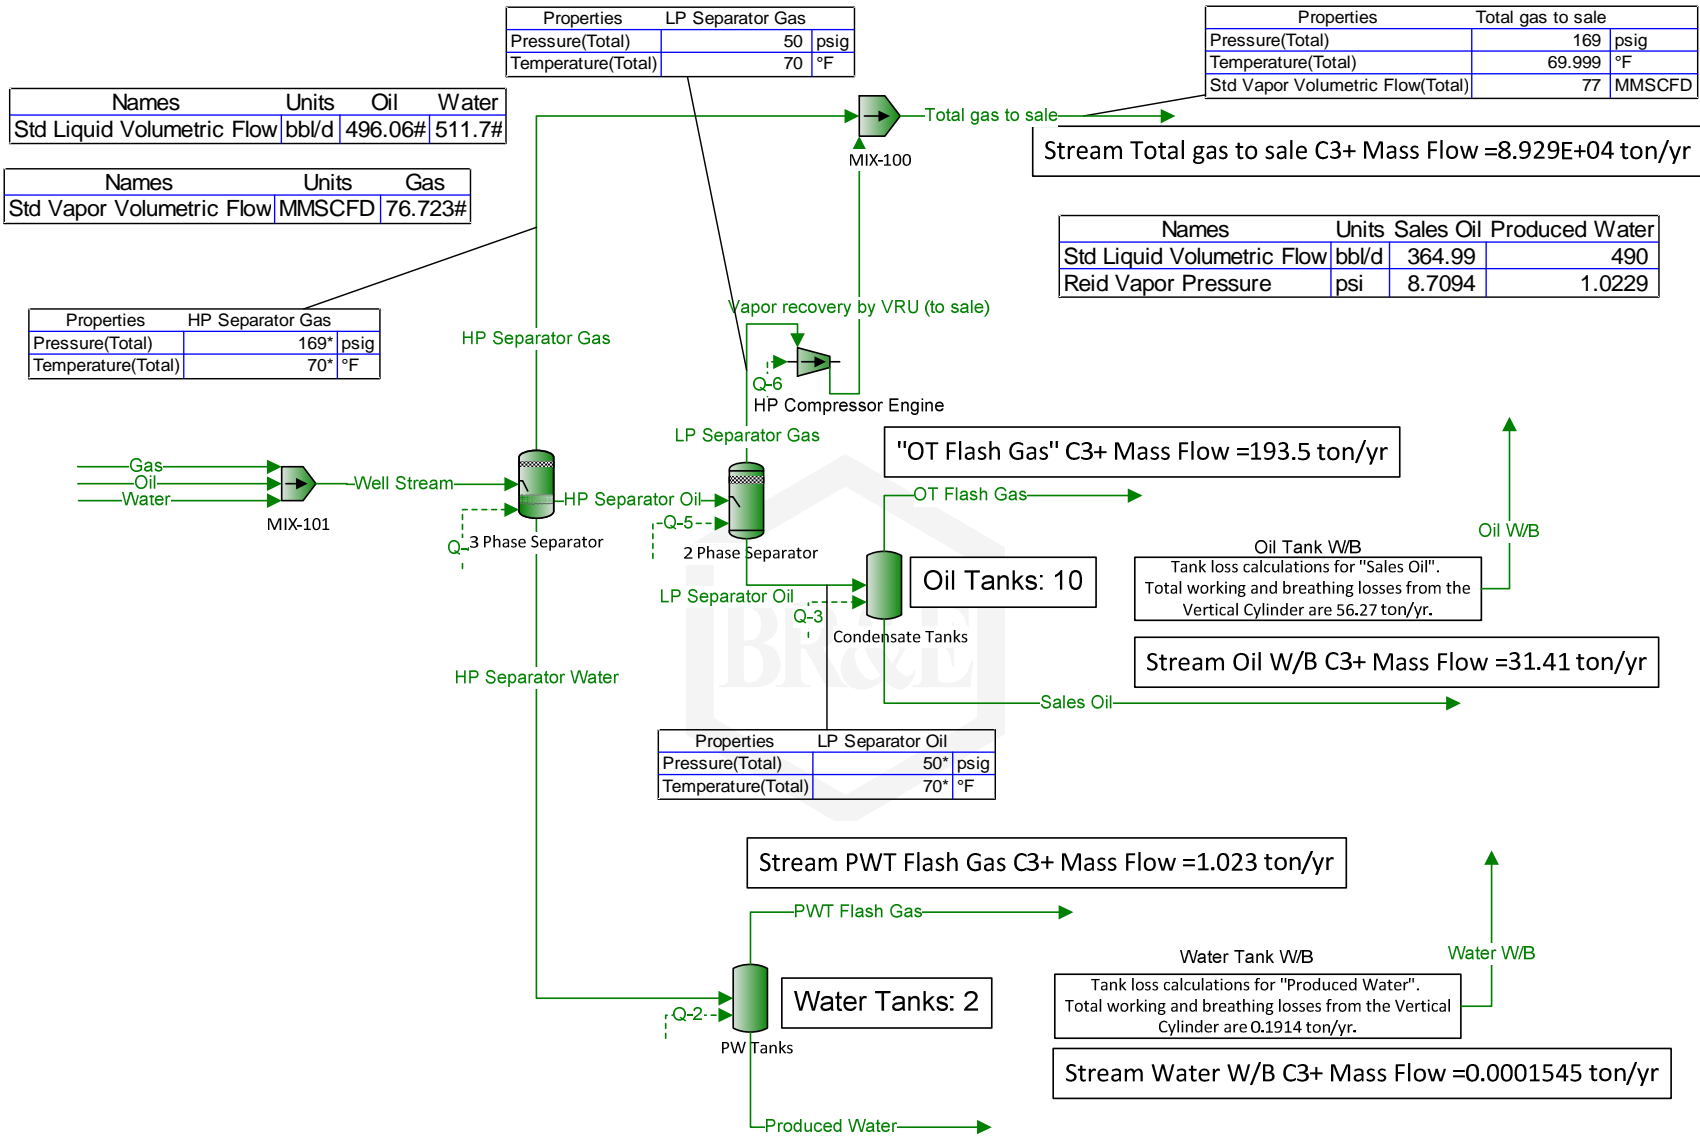 Properties LP Separator Gas
Pressure(Total) 50 psig
Temperature(Total) 70 °F
Properties Total gas to sale
Pressure(Total) 169 psig
Temperature(Total) 69.999 °F
Std Vapor Volumetric Flow(Total) 77 MMSCFD
Names Units Oil Water
Std Liquid Volumetric Flow bbl/d 496.06# 511.7#
Total gas to sale
MIX-100
Stream Total gas to sale C3+ Mass Flow =8.929E+04 ton/yr
Names Units Gas
Std Vapor Volumetric Flow MMSCFD 76.723#
Names Units Sales Oil Produced Water
Std Liquid Volumetric Flow bbl/d 364.99 490
Reid Vapor Pressure psi 8.7094 1.0229
Properties HP Separator Gas
Pressure(Total) 169* psig
Temperature(Total) 70* °F
Vapor recovery by VRU (to sale)
HP Separator Gas
Q-6
HP Compressor Engine
LP Separator Gas
"OT Flash Gas" C3+ Mass Flow =193.5 ton/yr
Gas
Oil
Water
MIX-101
Well Stream
HP Separator Oil
Q-5
Q-
3 Phase Separator
2 Phase Separator
OT Flash Gas
Oil W/B
Oil Tank W/B
Tank loss calculations for "Sales Oil".
Total working and breathing losses from the
Vertical Cylinder are 56.27 ton/yr.
Oil Tanks: 10
LP Separator Oil
Q-3
Condensate Tanks
BR&E
Stream Oil W/B C3+ Mass Flow =31.41 ton/yr
HP Separator Water
Sales Oil
Properties LP Separator Oil
Pressure(Total) 50* psig
Temperature(Total) 70* °F
Stream PWT Flash Gas C3+ Mass Flow =1.023 ton/yr
PWT Flash Gas
Water Tank W/B
Water W/B
Tank loss calculations for "Produced Water".
Total working and breathing losses from the Vertical
Cylinder are 0.1914 ton/yr.
Water Tanks: 2
Q-2
PW Tanks
Stream Water W/B C3+ Mass Flow =0.0001545 ton/yr
Produced Water